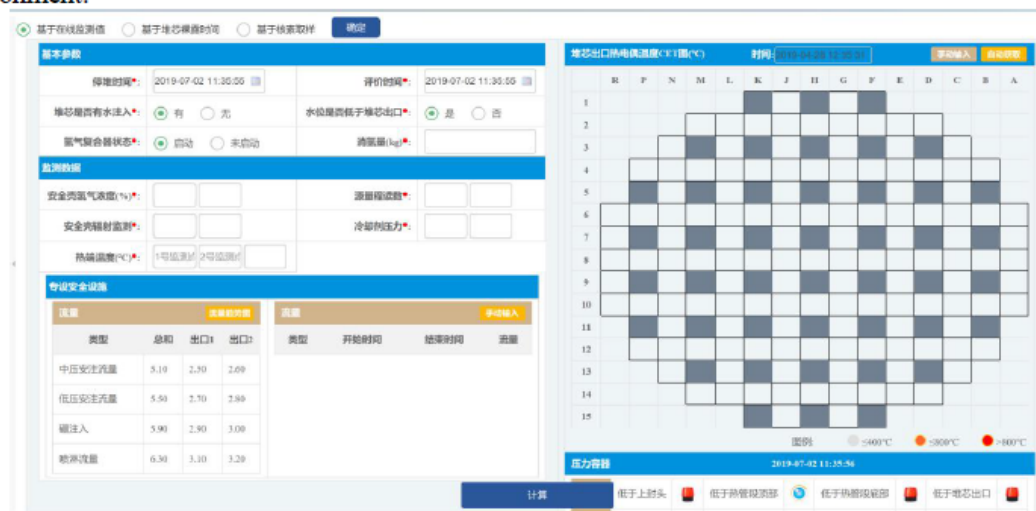 基于在线监测值 基于堆芯裸露时间 基于核素取样 确定
基本参数
停堆时间*: 2019-07-02 11:35:55 评价时间*: 2019-07-02 11:35:55
堆芯是否有水注入*: 有 无 水位是否低于堆芯出口*: 是 否
氢气复合器状态*: 启动 未启动 消氢量(kg)*:
监测数据
安全壳氢气浓度(%)*: 源量程读数*:
安全壳辐射监测*: 冷却剂压力*:
热端温度(℃)*: 1号监测 2号监测
专设安全设施
流量 流量趋势图
类型 总和 出口1 出口2
中压安注流量 5.10 2.50 2.60
低压安注流量 5.50 2.70 2.80
硼注入 5.90 2.90 3.00
喷淋流量 6.30 3.10 3.20
流量 手动输入
类型 开始时间 结束时间 流量
计算
堆芯出口热电偶温度CET图(℃) 时间: 手动输入 自动获取
R P N M L K J H G F E D C B A
1
2
3
4
5
6
7
8
9
10
11
12
13
14
15
图例: ≤400℃ ≤800℃ >800℃
压力容器 2019-07-02 11:35:56
低于上封头 低于热管段顶部 低于热管段底部 低于堆芯出口